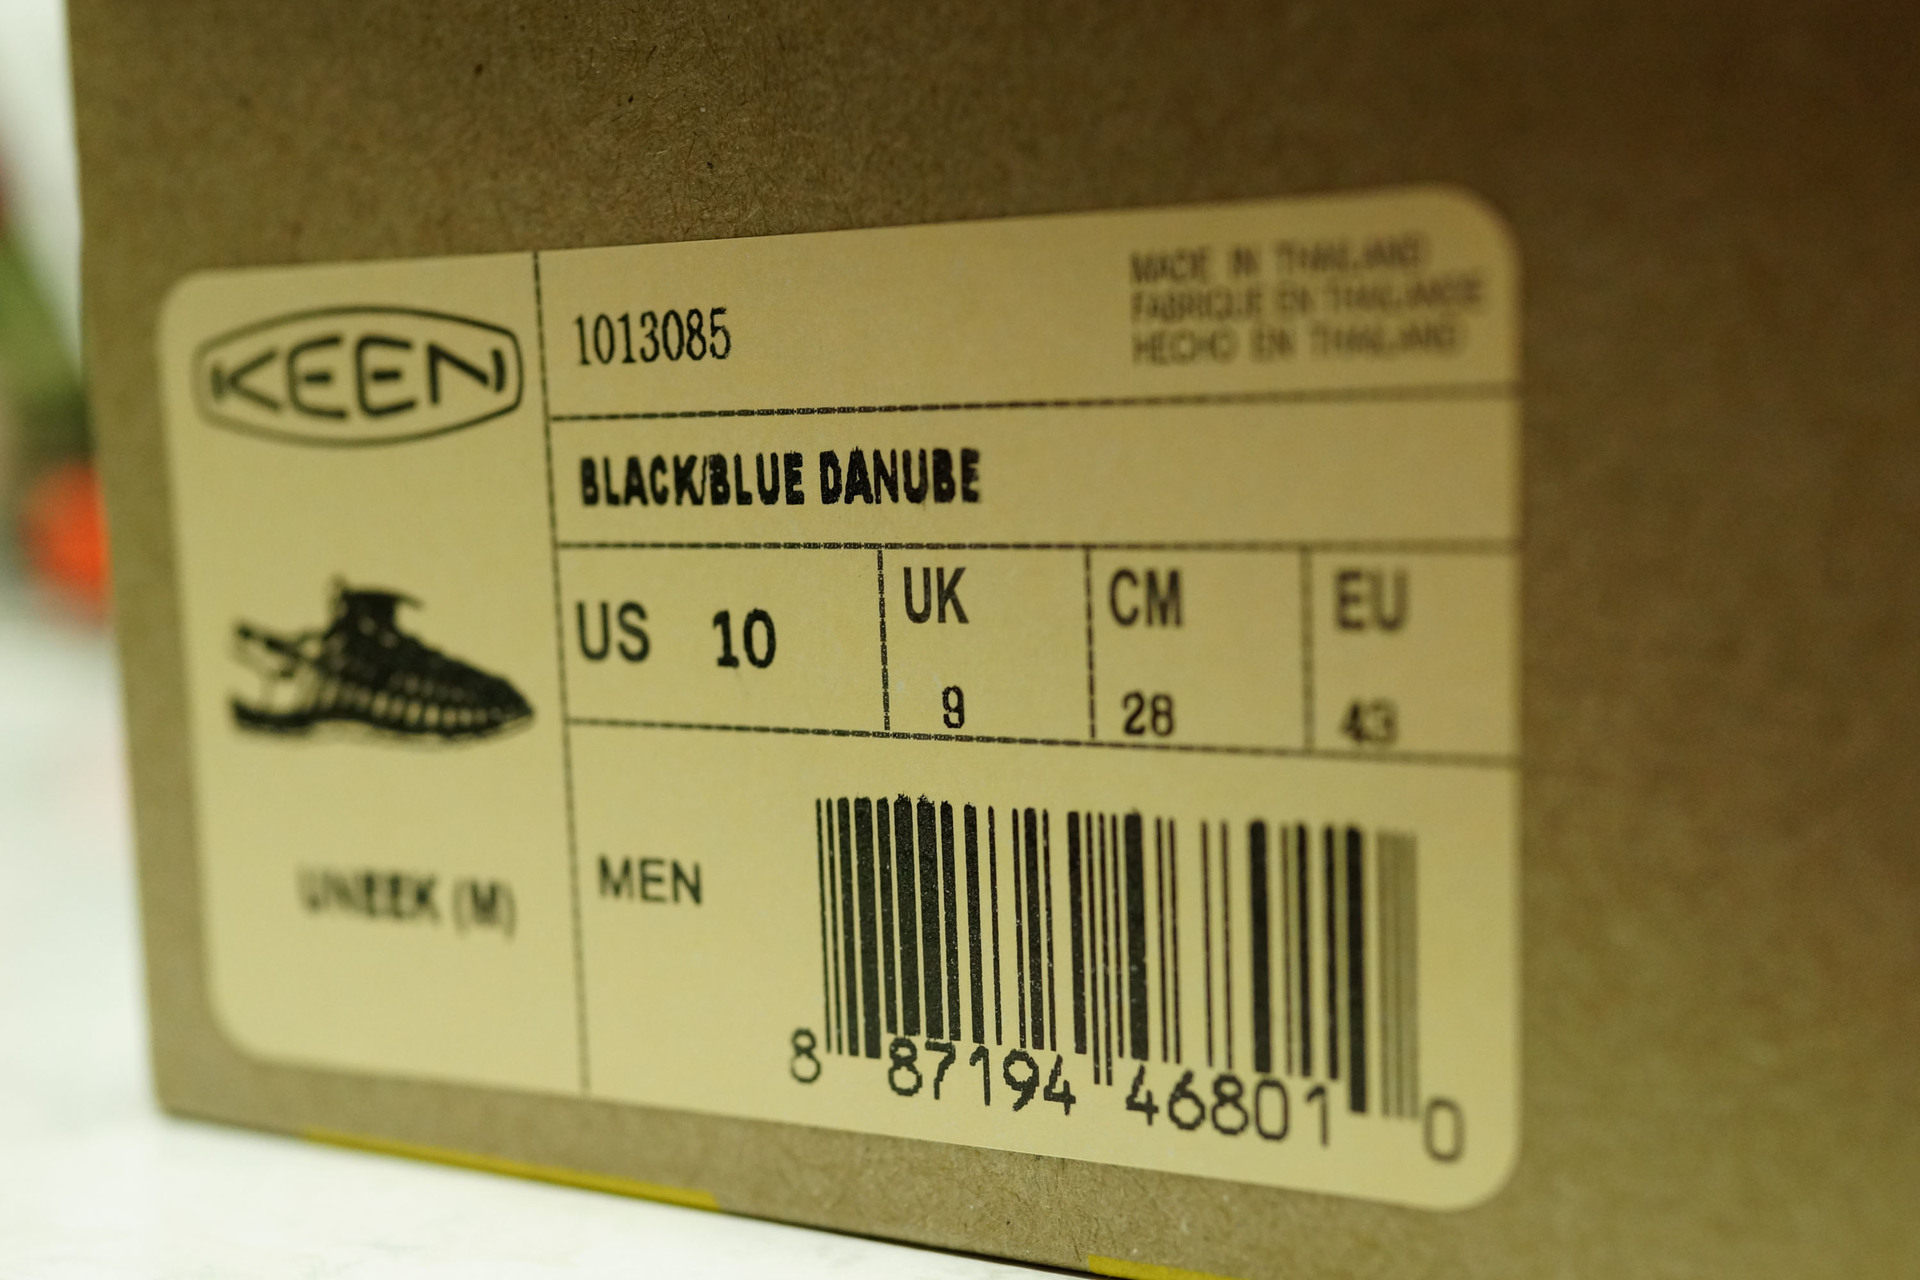 KEEN
1013085
MADE IN THAILAND
FABRIQUE EN THAILANDE
HECHO EN THAILAND
BLACK/BLUE DANUBE
US 10
UK
9
CM
28
EU
43
UNEEK (M)
MEN
8 87194 46801 0